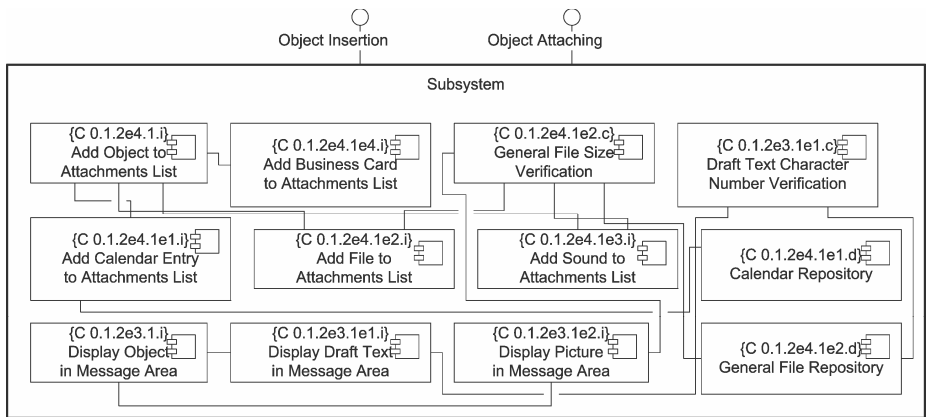 Object Insertion
Object Attaching
Subsystem
{C 0.1.2e4.1.i}
Add Object to
Attachments List
{C 0.1.2e4.1e4.i}
Add Business Card
to Attachments List
{C 0.1.2e4.1e2.c}
General File Size
Verification
{C 0.1.2e3.1e1.c}
Draft Text Character
Number Verification
{C 0.1.2e4.1e1.i}
Add Calendar Entry
to Attachments List
{C 0.1.2e4.1e2.i}
Add File to
Attachments List
{C 0.1.2e4.1e3.i}
Add Sound to
Attachments List
{C 0.1.2e4.1e1.d}
Calendar Repository
{C 0.1.2e3.1.i}
Display Object
in Message Area
{C 0.1.2e3.1e1.i}
Display Draft Text
in Message Area
{C 0.1.2e3.1e2.i}
Display Picture
in Message Area
{C 0.1.2e4.1e2.d}
General File Repository